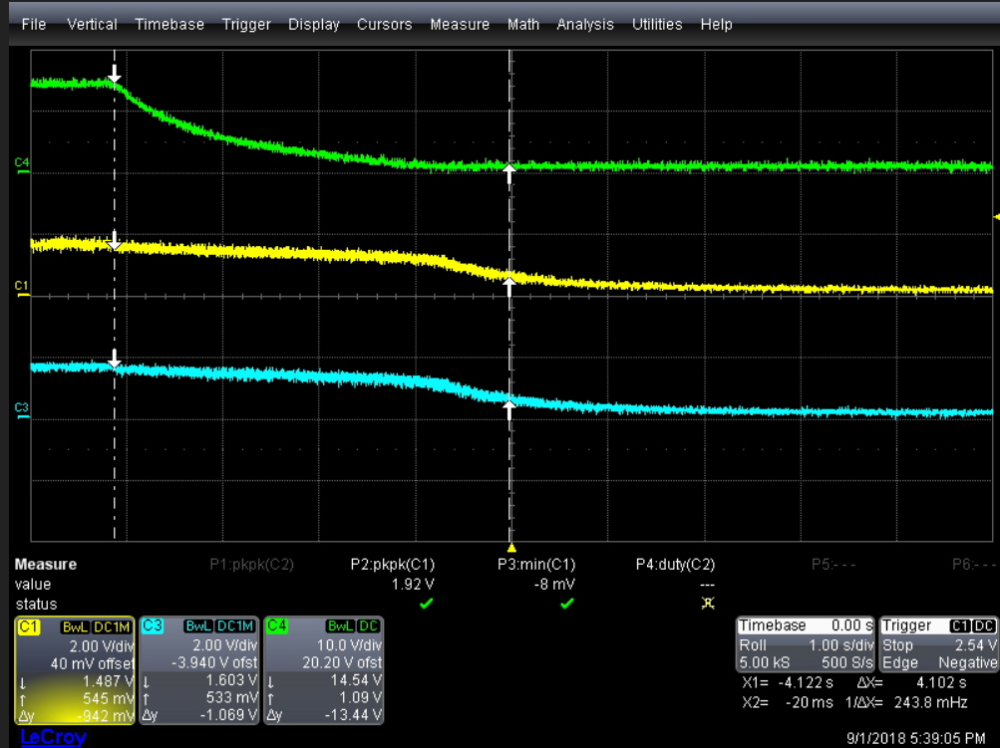 File Vertical Timebase Trigger Display Cursors Measure Math Analysis Utilities Help
C4
C1
C3
Measure P1:pkpk(C2) P2:pkpk(C1) P3:min(C1) P4:duty(C2) P5:--- P6:---
value 1.92 V -8 mV ---
status
C1 BwL DC1M
2.00 V/div
40 mV offset
↓ 1.487 V
↑ 545 mV
Δy -942 mV
C3 BwL DC1M
2.00 V/div
-3.940 V ofst
↓ 1.603 V
↑ 533 mV
Δy -1.069 V
C4 BwL DC
10.0 V/div
20.20 V ofst
↓ 14.54 V
↑ 1.09 V
Δy -13.44 V
Timebase 0.00 s
Roll 1.00 s/div
5.00 kS 500 S/s
Trigger C1 DC
Stop 2.54 V
Edge Negative
X1= -4.122 s ΔX= 4.102 s
X2= -20 ms 1/ΔX= 243.8 mHz
LeCroy
9/1/2018 5:39:05 PM